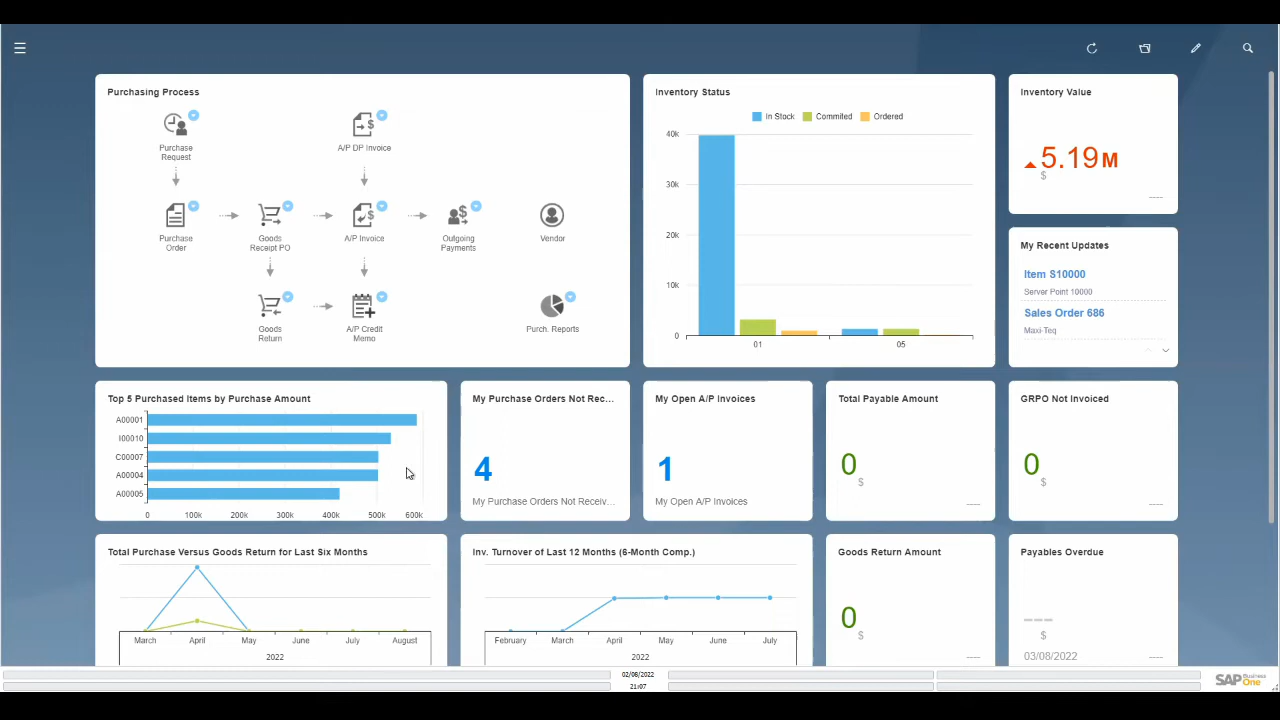 Purchasing Process
Purchase
Request
A/P DP Invoice
Purchase
Order
Goods
Receipt PO
A/P Invoice
Outgoing
Payments
Vendor
Goods
Return
A/P Credit
Memo
Purch. Reports
Inventory Status
In Stock
Commited
Ordered
40k
30k
20k
10k
0
01
05
Inventory Value
5.19M
$
----
My Recent Updates
Item S10000
Server Point 10000
Sales Order 686
Maxi-Teq
Top 5 Purchased Items by Purchase Amount
A00001
I00010
C00007
A00004
A00005
0 100k 200k 300k 400k 500k 600k
My Purchase Orders Not Rec...
4
My Purchase Orders Not Receiv...
My Open A/P Invoices
1
My Open A/P Invoices
Total Payable Amount
0
$
----
GRPO Not Invoiced
0
$
----
Total Purchase Versus Goods Return for Last Six Months
March April May June July August
2022
Inv. Turnover of Last 12 Months (6-Month Comp.)
February March April May June July
2022
Goods Return Amount
0
$
----
Payables Overdue
----
$
03/08/2022
----
02/08/2022
21:07
SAP Business
One